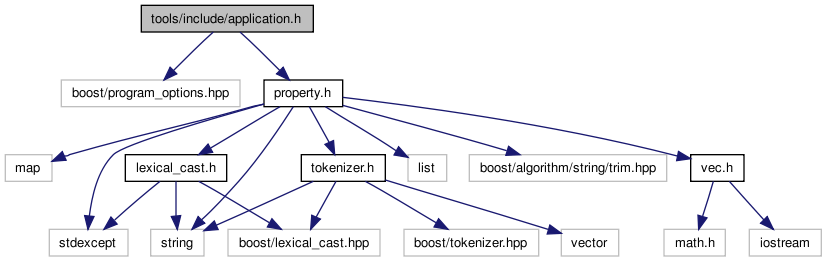 tools/include/application.h
boost/program_options.hpp
property.h
map
lexical_cast.h
tokenizer.h
list
boost/algorithm/string/trim.hpp
vec.h
stdexcept
string
boost/lexical_cast.hpp
boost/tokenizer.hpp
vector
math.h
iostream